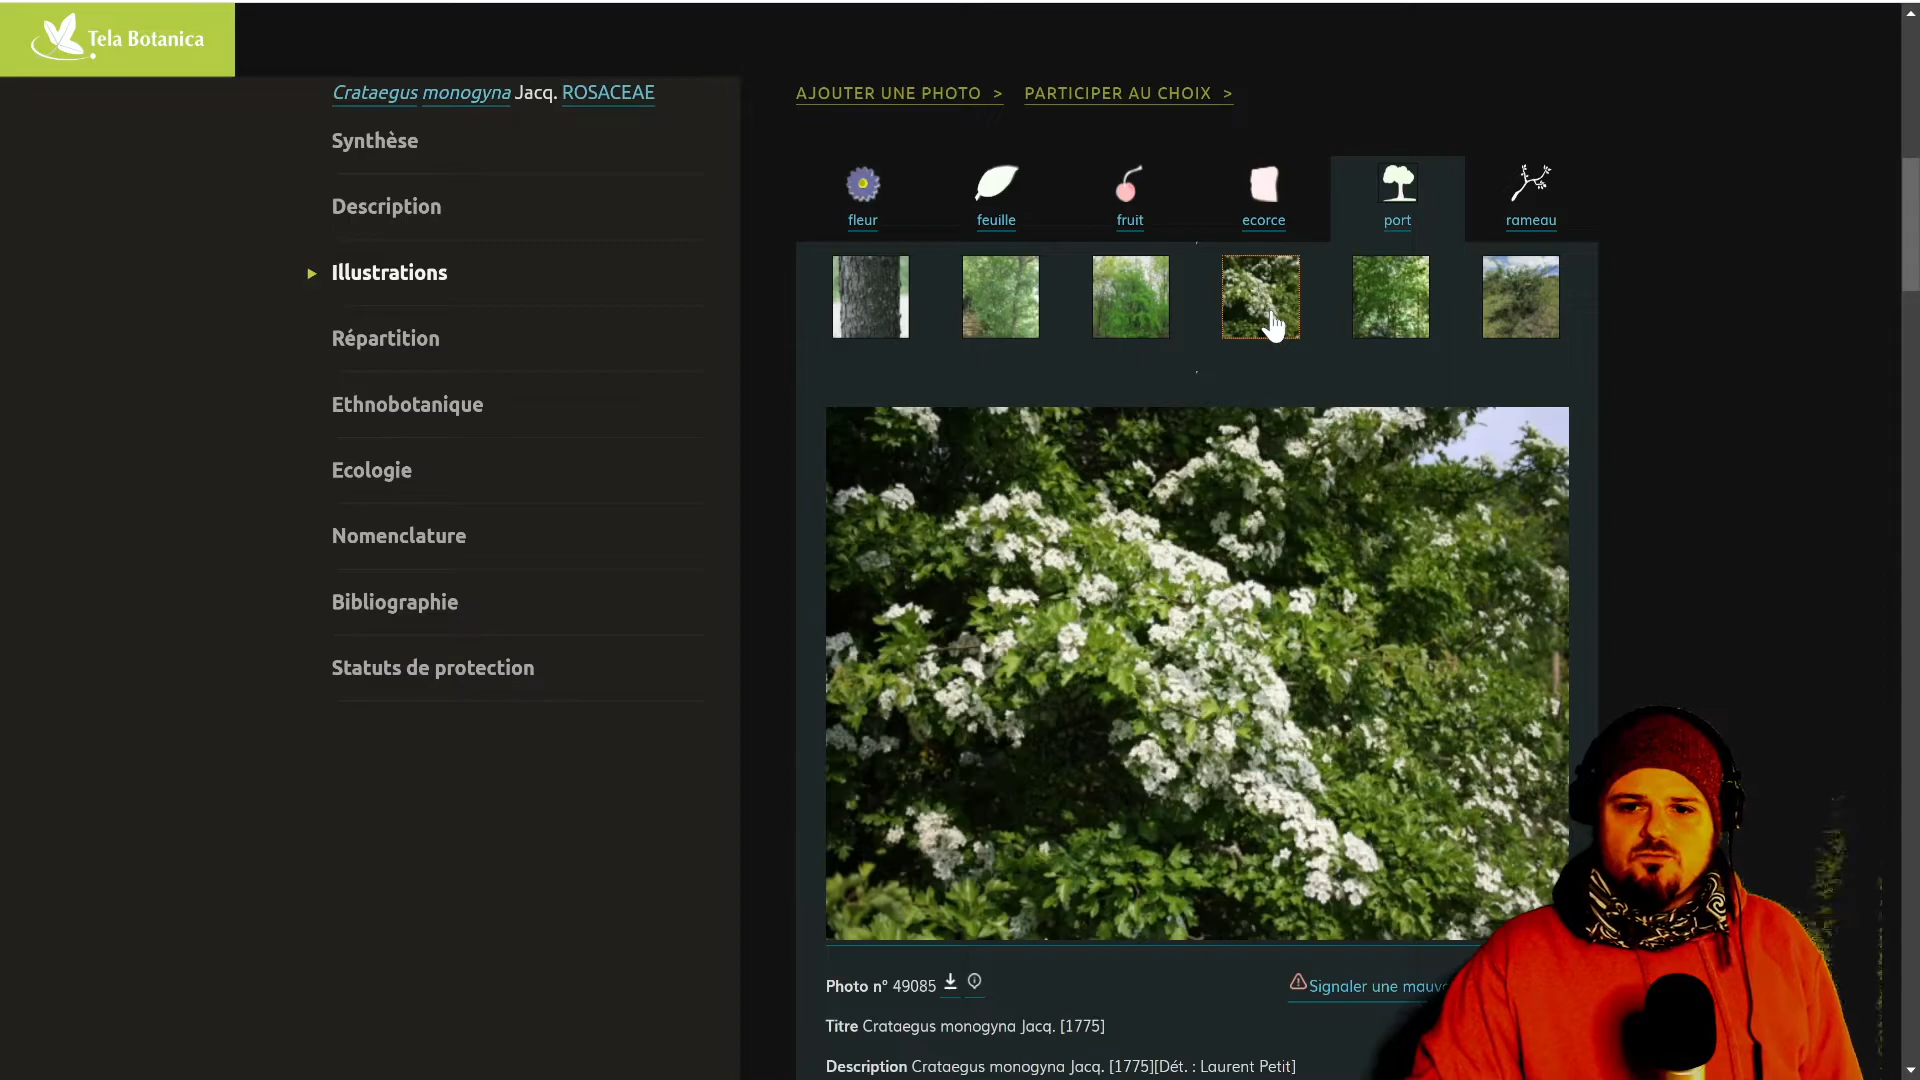 Tela Botanica
Crataegus monogyna Jacq. ROSACEAE
Synthèse
Description
Illustrations
Répartition
Ethnobotanique
Ecologie
Nomenclature
Bibliographie
Statuts de protection
AJOUTER UNE PHOTO > PARTICIPER AU CHOIX >
fleur feuille fruit ecorce port rameau
Photo n° 49085 Signaler une
Titre Crataegus monogyna Jacq. [1775]
Description Crataegus monogyna Jacq. [1775][Dét. : Laurent Petit]